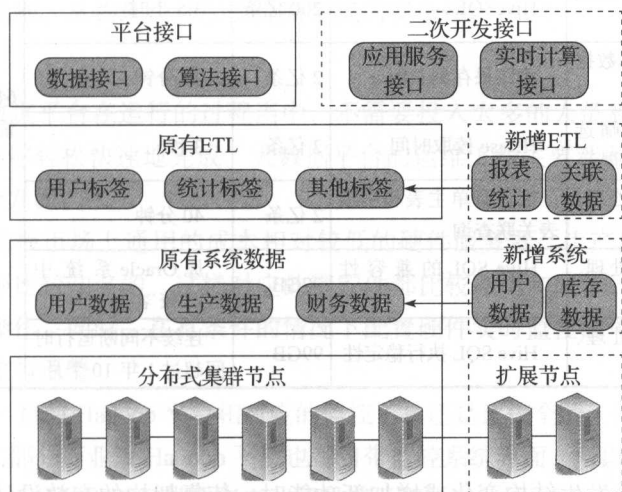 平台接口
数据接口 算法接口
二次开发接口
应用服务接口 实时计算接口
原有ETL
用户标签 统计标签 其他标签
新增ETL
报表统计 关联数据
原有系统数据
用户数据 生产数据 财务数据
新增系统
用户数据 库存数据
分布式集群节点
扩展节点